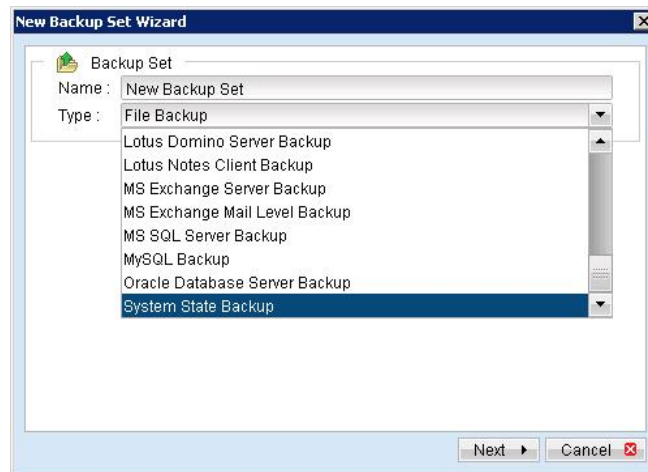 New Backup Set Wizard
Backup Set
Name : New Backup Set
Type : File Backup
Lotus Domino Server Backup
Lotus Notes Client Backup
MS Exchange Server Backup
MS Exchange Mail Level Backup
MS SQL Server Backup
MySQL Backup
Oracle Database Server Backup
System State Backup
Next Cancel